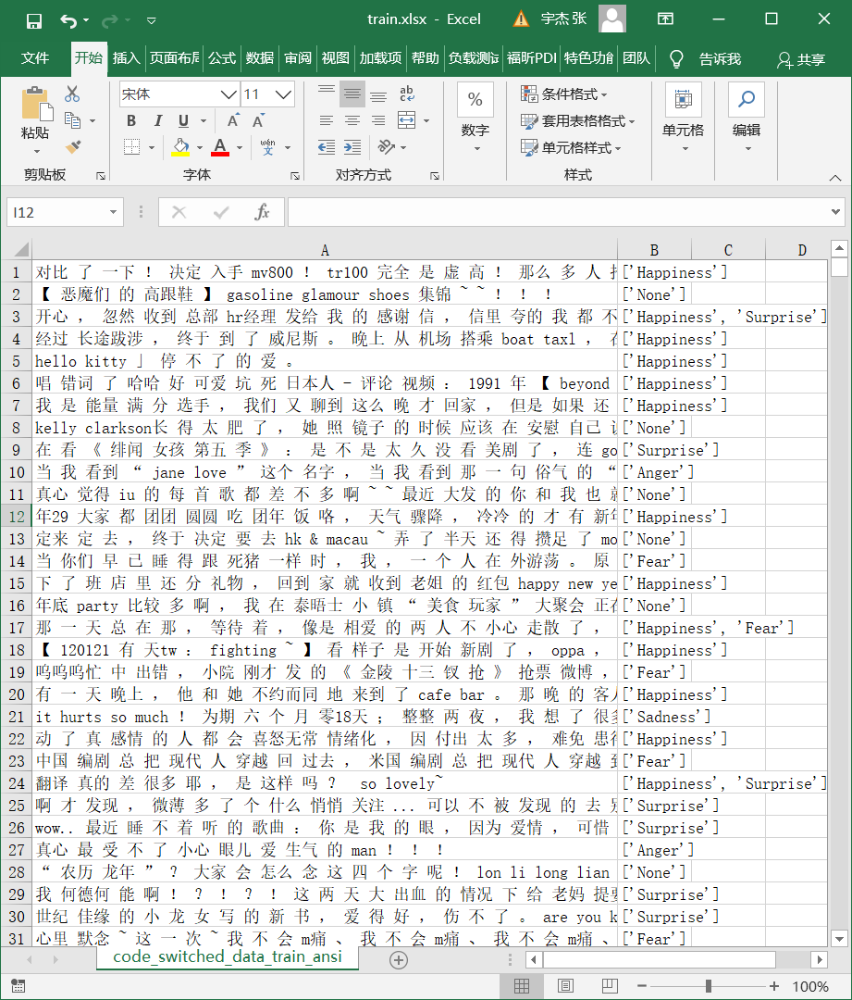 train.xlsx - Excel 宇杰 张
文件 开始 插入 页面布局 公式 数据 审阅 视图 加载项 帮助 负载测试 福昕PDF 特色功能 团队 告诉我 共享
宋体 11 条件格式
粘贴 B I U A A 数字 套用表格格式 单元格 编辑
A wén 文 单元格样式
剪贴板 字体 对齐方式 样式
I12 fx
A B C D
1 对比 了 一下 ！ 决定 入手 mv800 ！ tr100 完全 是 虚 高 ！ 那么 多 人 ['Happiness']
2 【 恶魔们 的 高跟鞋 】 gasoline glamour shoes 集锦 ~ ~ ！ ！ ！ ['None']
3 开心 ， 忽然 收到 总部 hr经理 发给 我 的 感谢 信 ， 信里 夸的 我 都 不 ['Happiness', 'Surprise']
4 经过 长途跋涉 ， 终于 到 了 威尼斯 。 晚上 从 机场 搭乘 boat taxl ， 在 ['Happiness']
5 hello kitty 」 停 不 了 的 爱 。 ['Happiness']
6 唱 错词 了 哈哈 好 可爱 坑 死 日本人 - 评论 视频 ： 1991 年 【 beyond ['Happiness']
7 我 是 能量 满 分 选手 ， 我们 又 聊到 这么 晚 才 回家 ， 但是 如果 还 ['Happiness']
8 kelly clarkson长 得 太 肥 了 ， 她 照 镜子 的 时候 应该 在 安慰 自己 说 ['None']
9 在 看 《 绯闻 女孩 第五 季 》 ： 是 不 是 太 久 没 看 美剧 了 ， 连 go ['Surprise']
10 当 我 看到 “ jane love ” 这个 名字 ， 当 我 看到 那 一 句 俗气 的 “ ['Anger']
11 真心 觉得 iu 的 每 首 歌 都 差 不 多 啊 ~ ~ 最近 大发 的 你 和 我 也 就 ['None']
12 年29 大家 都 团团 圆圆 吃 团年 饭 咯 ， 天气 骤降 ， 冷冷 的 才 有 新年 ['Happiness']
13 定来 定 去 ， 终于 决定 要 去 hk & macau ~ 弄 了 半天 还 得 攒足 了 mo ['None']
14 当 你们 早 已 睡 得 跟 死猪 一样 时 ， 我 ， 一 个 人 在 外游荡 。 原 ['Fear']
15 下 了 班 店 里 还 分 礼物 ， 回到 家 就 收到 老姐 的 红包 happy new ye ['Happiness']
16 年底 party 比较 多 啊 ， 我 在 泰晤士 小 镇 “ 美食 玩家 ” 大聚会 正在 ['None']
17 那 一 天 总 在 那 ， 等待 着 ， 像是 相爱 的 两 人 不 小心 走散 了 ， ['Happiness', 'Fear']
18 【 120121 有 天tw ： fighting ~ 】 看 样子 是 开始 新剧 了 ， oppa ， ['Happiness']
19 呜呜呜忙 中 出错 ， 小院 刚才 发 的 《 金陵 十三 钗 抢 》 抢票 微博 ， ['Fear']
20 有 一 天 晚上 ， 他 和 她 不约而同 地 来到 了 cafe bar 。 那 晚 的 客人 ['Happiness']
21 it hurts so much ！ 为期 六 个 月 零18天 ； 整整 两 夜 ， 我 想 了 很多 ['Sadness']
22 动 了 真 感情 的 人 都 会 喜怒无常 情绪化 ， 因 付出 太 多 ， 难免 患得 ['Happiness']
23 中国 编剧 总 把 现代 人 穿越 回 过去 ， 米国 编剧 总 把 现代 人 穿越 到 ['Fear']
24 翻译 真的 差 很多 耶 ， 是 这样 吗 ？ so lovely~ ['Happiness', 'Surprise']
25 啊 才 发现 ， 微薄 多 了 个 什么 悄悄 关注 ... 可以 不 被 发现 的 去 别 ['Surprise']
26 wow.. 最近 睡 不 着 听 的 歌曲 ： 你 是 我 的 眼 ， 因为 爱情 ， 可惜 ['Surprise']
27 真心 最 受 不 了 小心 眼儿 爱 生气 的 man ！ ！ ！ ['Anger']
28 “ 农历 龙年 ” ？ 大家 会 怎么 念 这 四 个 字 呢 ！ lon li long lian ['None']
29 我 何德何 能 啊 ！ ？ ！ ？ ！ 这 两 天 大 出血 的 情况 下 给 老妈 提要 ['Surprise']
30 世纪 佳缘 的 小 龙 女 写 的 新 书 ， 爱 得 好 ， 伤 不 了 。 are you k ['Surprise']
31 心里 默念 ~ 这 一 次 ~ 我 不 会 m痛 、 我 不 会 m痛 、 我 不 会 m痛 、 ['Fear']
code_switched_data_train_ansi
100%